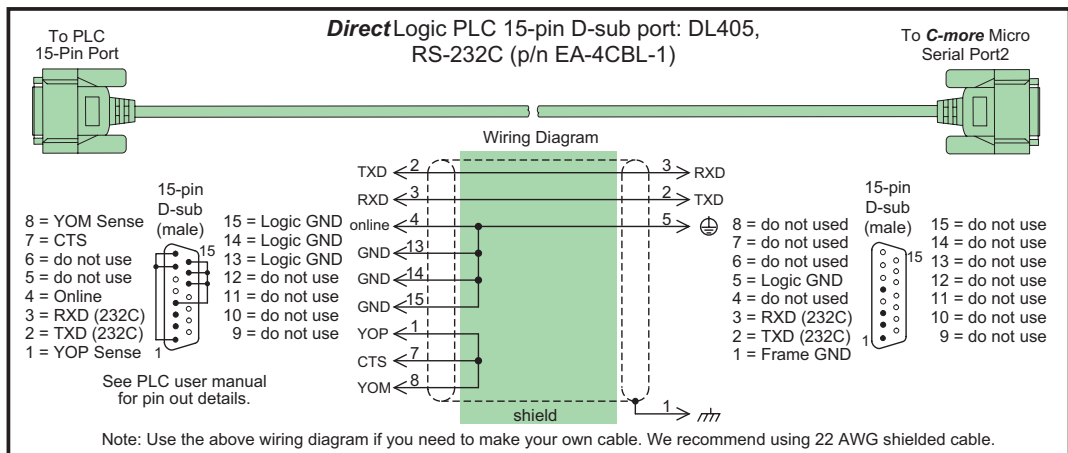 DirectLogic PLC 15-pin D-sub port: DL405,
RS-232C (p/n EA-4CBL-1)
To PLC
15-Pin Port
To C-more Micro
Serial Port2
Wiring Diagram
15-pin
D-sub
(male)
8 = YOM Sense
7 = CTS
6 = do not use
5 = do not use
4 = Online
3 = RXD (232C)
2 = TXD (232C)
1 = YOP Sense
15
1
15 = Logic GND
14 = Logic GND
13 = Logic GND
12 = do not use
11 = do not use
10 = do not use
9 = do not use
See PLC user manual
for pin out details.
TXD 2 3 RXD
RXD 3 2 TXD
online 4 5
GND 13
GND 14
GND 15
YOP 1
CTS 7
YOM 8
shield
1
15-pin
D-sub
(male)
8 = do not used
7 = do not used
6 = do not used
5 = Logic GND
4 = do not used
3 = RXD (232C)
2 = TXD (232C)
1 = Frame GND
15
1
15 = do not use
14 = do not use
13 = do not use
12 = do not use
11 = do not use
10 = do not use
9 = do not use
Note: Use the above wiring diagram if you need to make your own cable. We recommend using 22 AWG shielded cable.